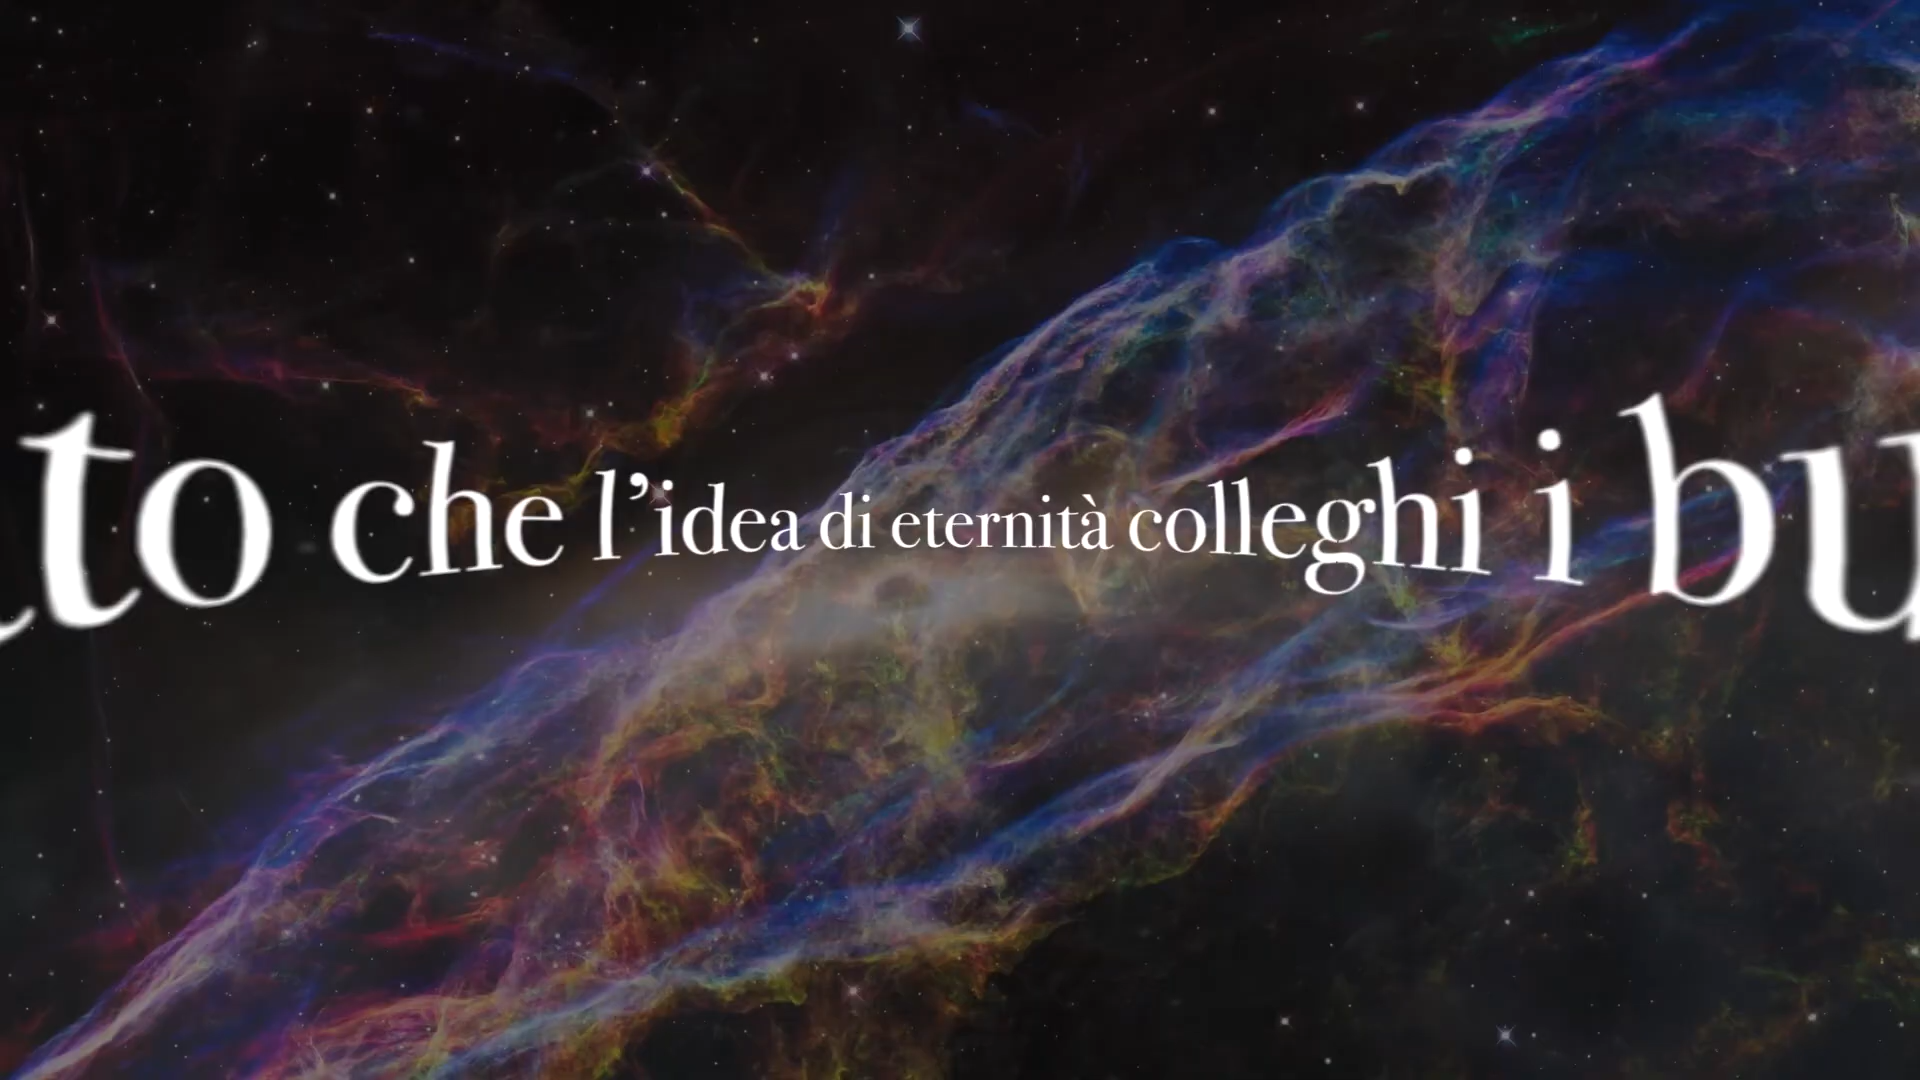 to che l’idea di eternità colleghi i bu